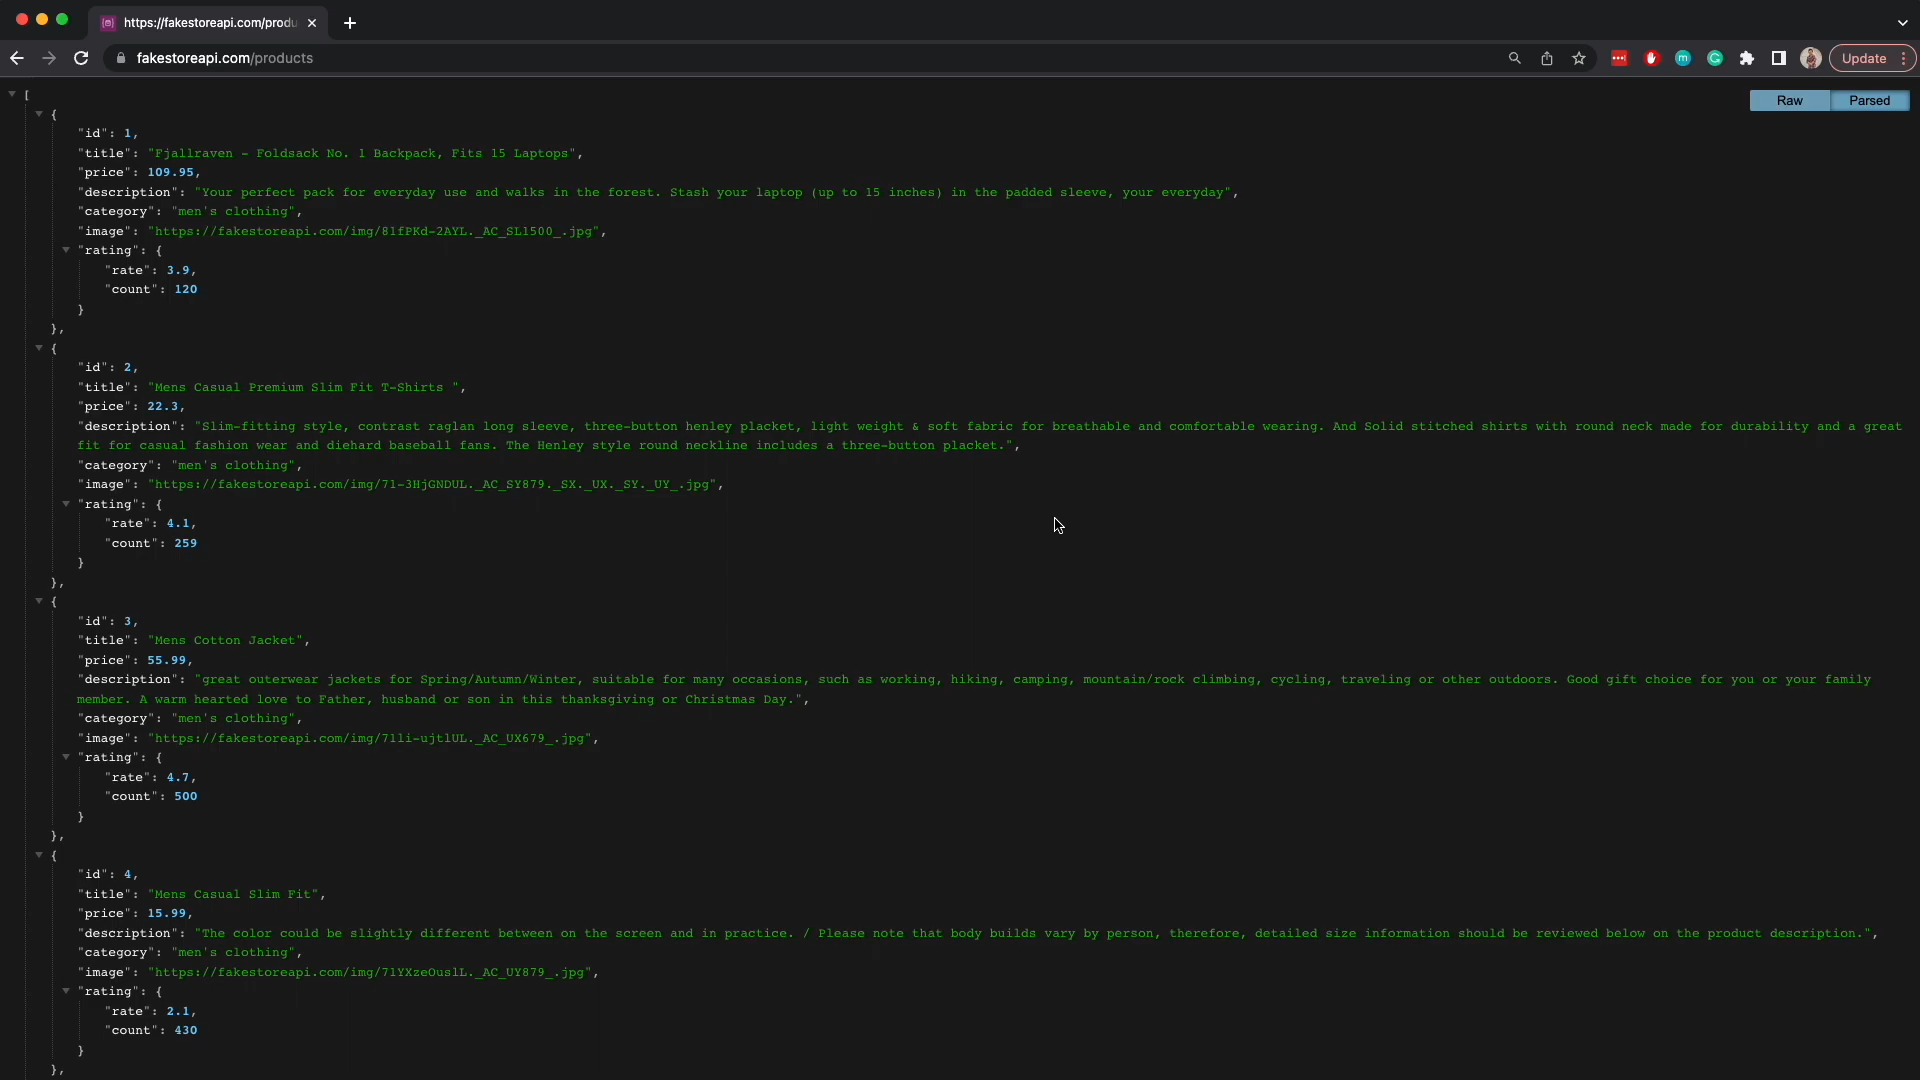 https://fakestoreapi.com/produ
fakestoreapi.com/products
Update
Raw
Parsed
[
{
"id": 1,
"title": "Fjallraven - Foldsack No. 1 Backpack, Fits 15 Laptops",
"price": 109.95,
"description": "Your perfect pack for everyday use and walks in the forest. Stash your laptop (up to 15 inches) in the padded sleeve, your everyday",
"category": "men's clothing",
"image": "https://fakestoreapi.com/img/81fPKd-2AYL._AC_SL1500_.jpg",
"rating": {
"rate": 3.9,
"count": 120
}
},
{
"id": 2,
"title": "Mens Casual Premium Slim Fit T-Shirts ",
"price": 22.3,
"description": "Slim-fitting style, contrast raglan long sleeve, three-button henley placket, light weight & soft fabric for breathable and comfortable wearing. And Solid stitched shirts with round neck made for durability and a great
fit for casual fashion wear and diehard baseball fans. The Henley style round neckline includes a three-button placket.",
"category": "men's clothing",
"image": "https://fakestoreapi.com/img/71-3HjGNDUL._AC_SY879._SX._UX._SY._UY_.jpg",
"rating": {
"rate": 4.1,
"count": 259
}
},
{
"id": 3,
"title": "Mens Cotton Jacket",
"price": 55.99,
"description": "great outerwear jackets for Spring/Autumn/Winter, suitable for many occasions, such as working, hiking, camping, mountain/rock climbing, cycling, traveling or other outdoors. Good gift choice for you or your family
member. A warm hearted love to Father, husband or son in this thanksgiving or Christmas Day.",
"category": "men's clothing",
"image": "https://fakestoreapi.com/img/71li-ujtlUL._AC_UX679_.jpg",
"rating": {
"rate": 4.7,
"count": 500
}
},
{
"id": 4,
"title": "Mens Casual Slim Fit",
"price": 15.99,
"description": "The color could be slightly different between on the screen and in practice. / Please note that body builds vary by person, therefore, detailed size information should be reviewed below on the product description.",
"category": "men's clothing",
"image": "https://fakestoreapi.com/img/71YXzeOuslL._AC_UY879_.jpg",
"rating": {
"rate": 2.1,
"count": 430
}
},